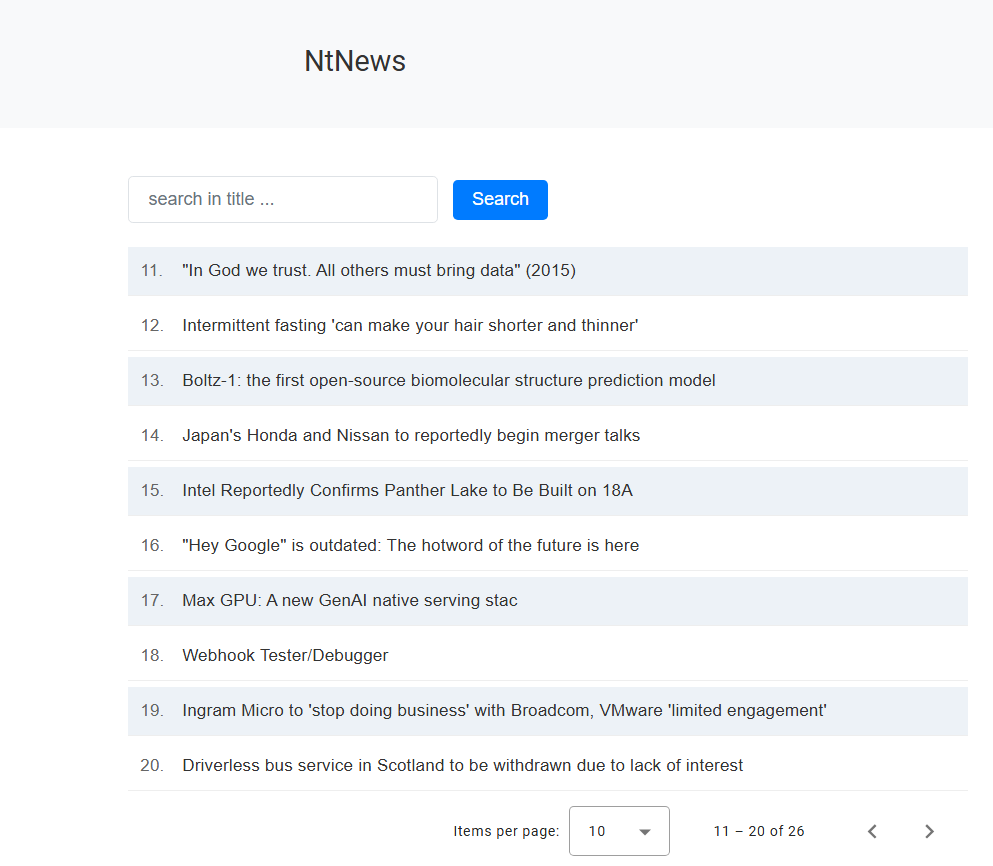 NtNews
search in title ...
Search
11. "In God we trust. All others must bring data" (2015)
12. Intermittent fasting 'can make your hair shorter and thinner'
13. Boltz-1: the first open-source biomolecular structure prediction model
14. Japan's Honda and Nissan to reportedly begin merger talks
15. Intel Reportedly Confirms Panther Lake to Be Built on 18A
16. "Hey Google" is outdated: The hotword of the future is here
17. Max GPU: A new GenAI native serving stac
18. Webhook Tester/Debugger
19. Ingram Micro to 'stop doing business' with Broadcom, VMware 'limited engagement'
20. Driverless bus service in Scotland to be withdrawn due to lack of interest
Items per page: 10 11 – 20 of 26